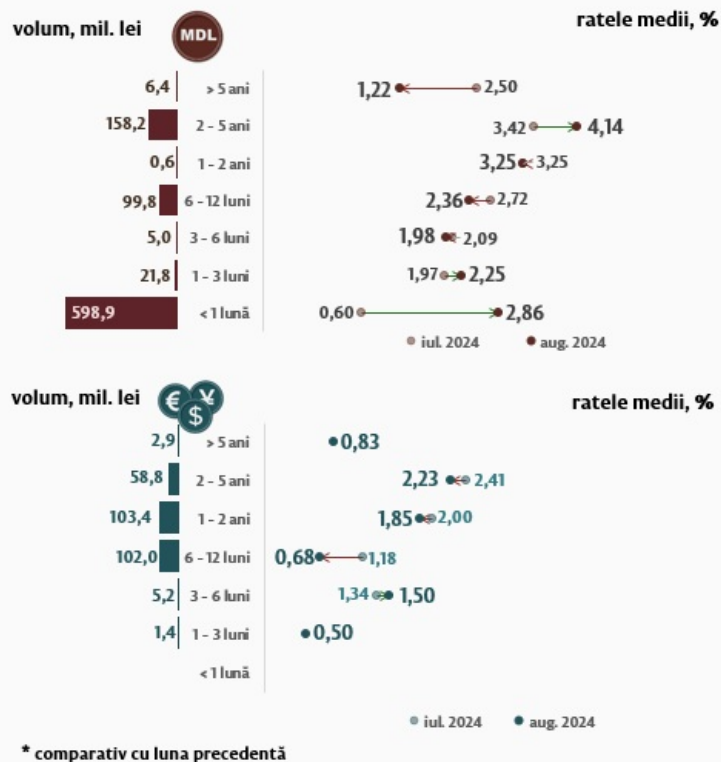 volum, mil. lei MDL ratele medii, %
6,4 > 5 ani 1,22 2,50
158,2 2 - 5 ani 3,42 4,14
0,6 1 - 2 ani 3,25 3,25
99,8 6 - 12 luni 2,36 2,72
5,0 3 - 6 luni 1,98 2,09
21,8 1 - 3 luni 1,97 2,25
598,9 < 1 lună 0,60 2,86
iul. 2024 aug. 2024
volum, mil. lei € ¥ $ ratele medii, %
2,9 > 5 ani 0,83
58,8 2 - 5 ani 2,23 2,41
103,4 1 - 2 ani 1,85 2,00
102,0 6 - 12 luni 0,68 1,18
5,2 3 - 6 luni 1,34 1,50
1,4 1 - 3 luni 0,50
< 1 lună
iul. 2024 aug. 2024
* comparativ cu luna precedentă